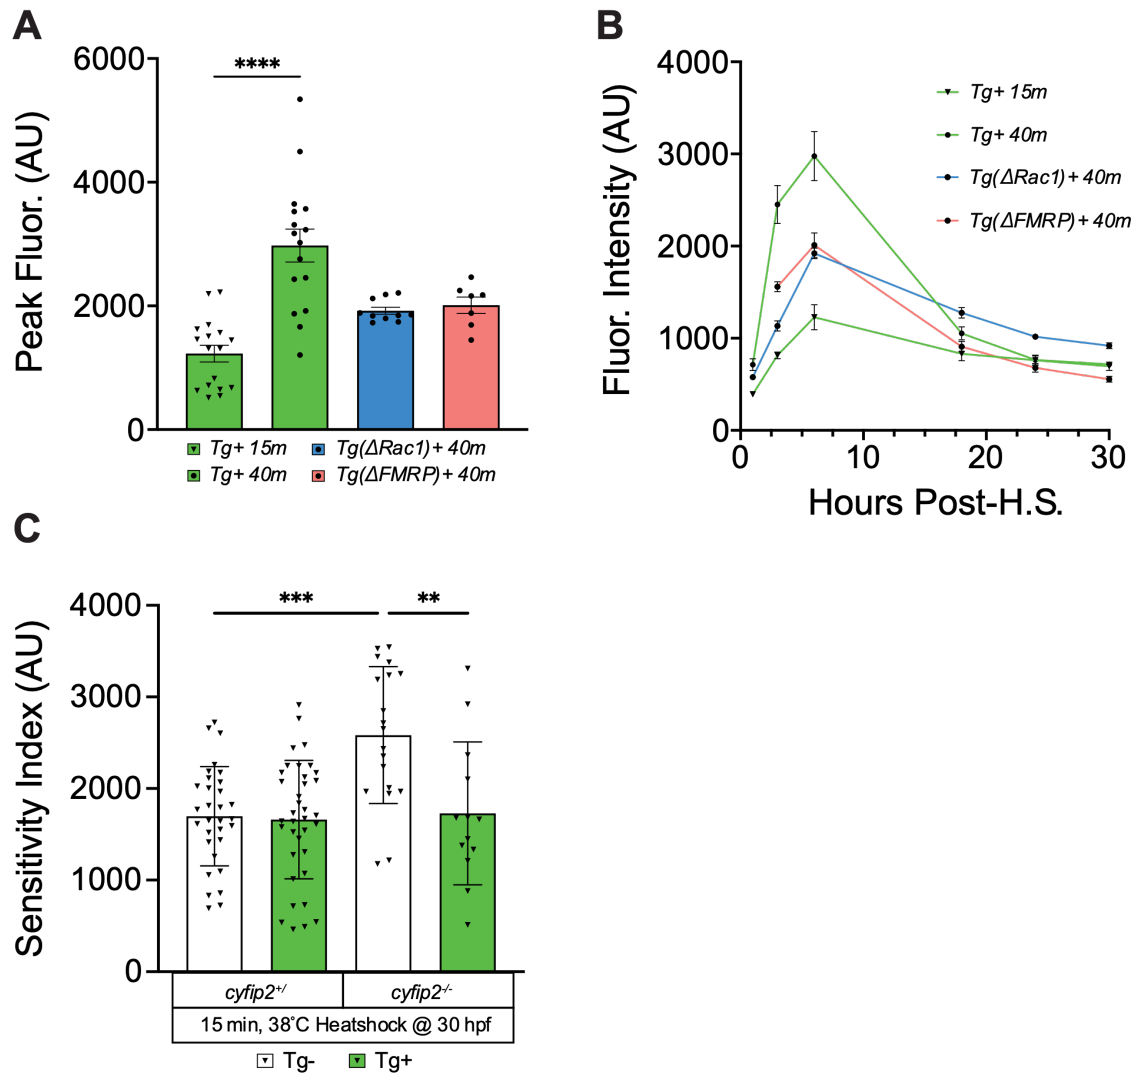 A
Peak Fluor. (AU)
6000
4000
2000
0
****
Tg+ 15m
Tg(ΔRac1)+ 40m
Tg+ 40m
Tg(ΔFMRP)+ 40m
B
Fluor. Intensity (AU)
4000
3000
2000
1000
0
Tg+ 15m
Tg+ 40m
Tg(ΔRac1)+ 40m
Tg(ΔFMRP)+ 40m
0 10 20 30
Hours Post-H.S.
C
Sensitivity Index (AU)
4000
3000
2000
1000
0
*** **
cyfip2+/ cyfip2-/-
15 min, 38°C Heatshock @ 30 hpf
Tg- Tg+